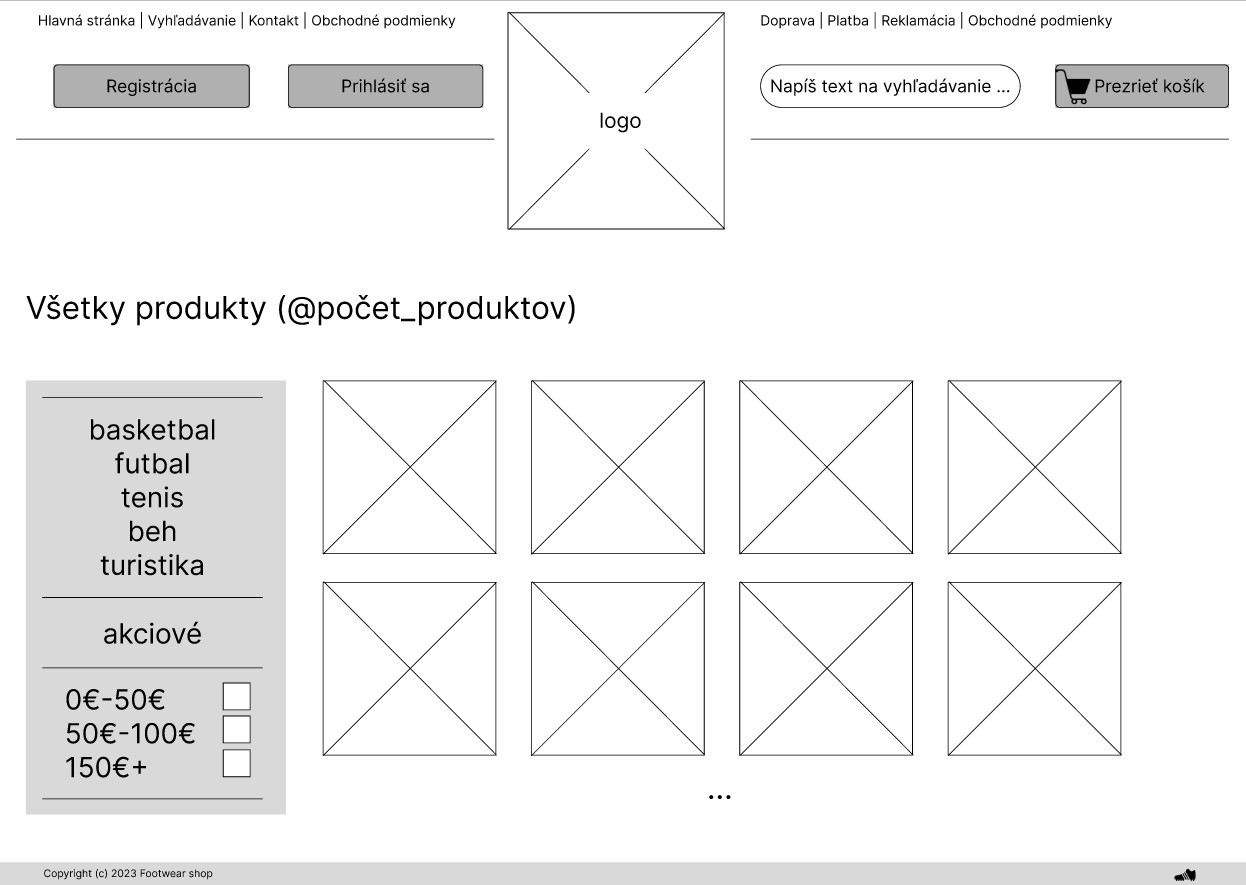 Hlavná stránka | Vyhľadávanie | Kontakt | Obchodné podmienky
Doprava | Platba | Reklamácia | Obchodné podmienky
Registrácia
Prihlásiť sa
logo
Napíš text na vyhľadávanie ...
Prezrieť košík
Všetky produkty (@počet_produktov)
basketbal
futbal
tenis
beh
turistika
akciové
0€-50€
50€-100€
150€+
...
Copyright (c) 2023 Footwear shop